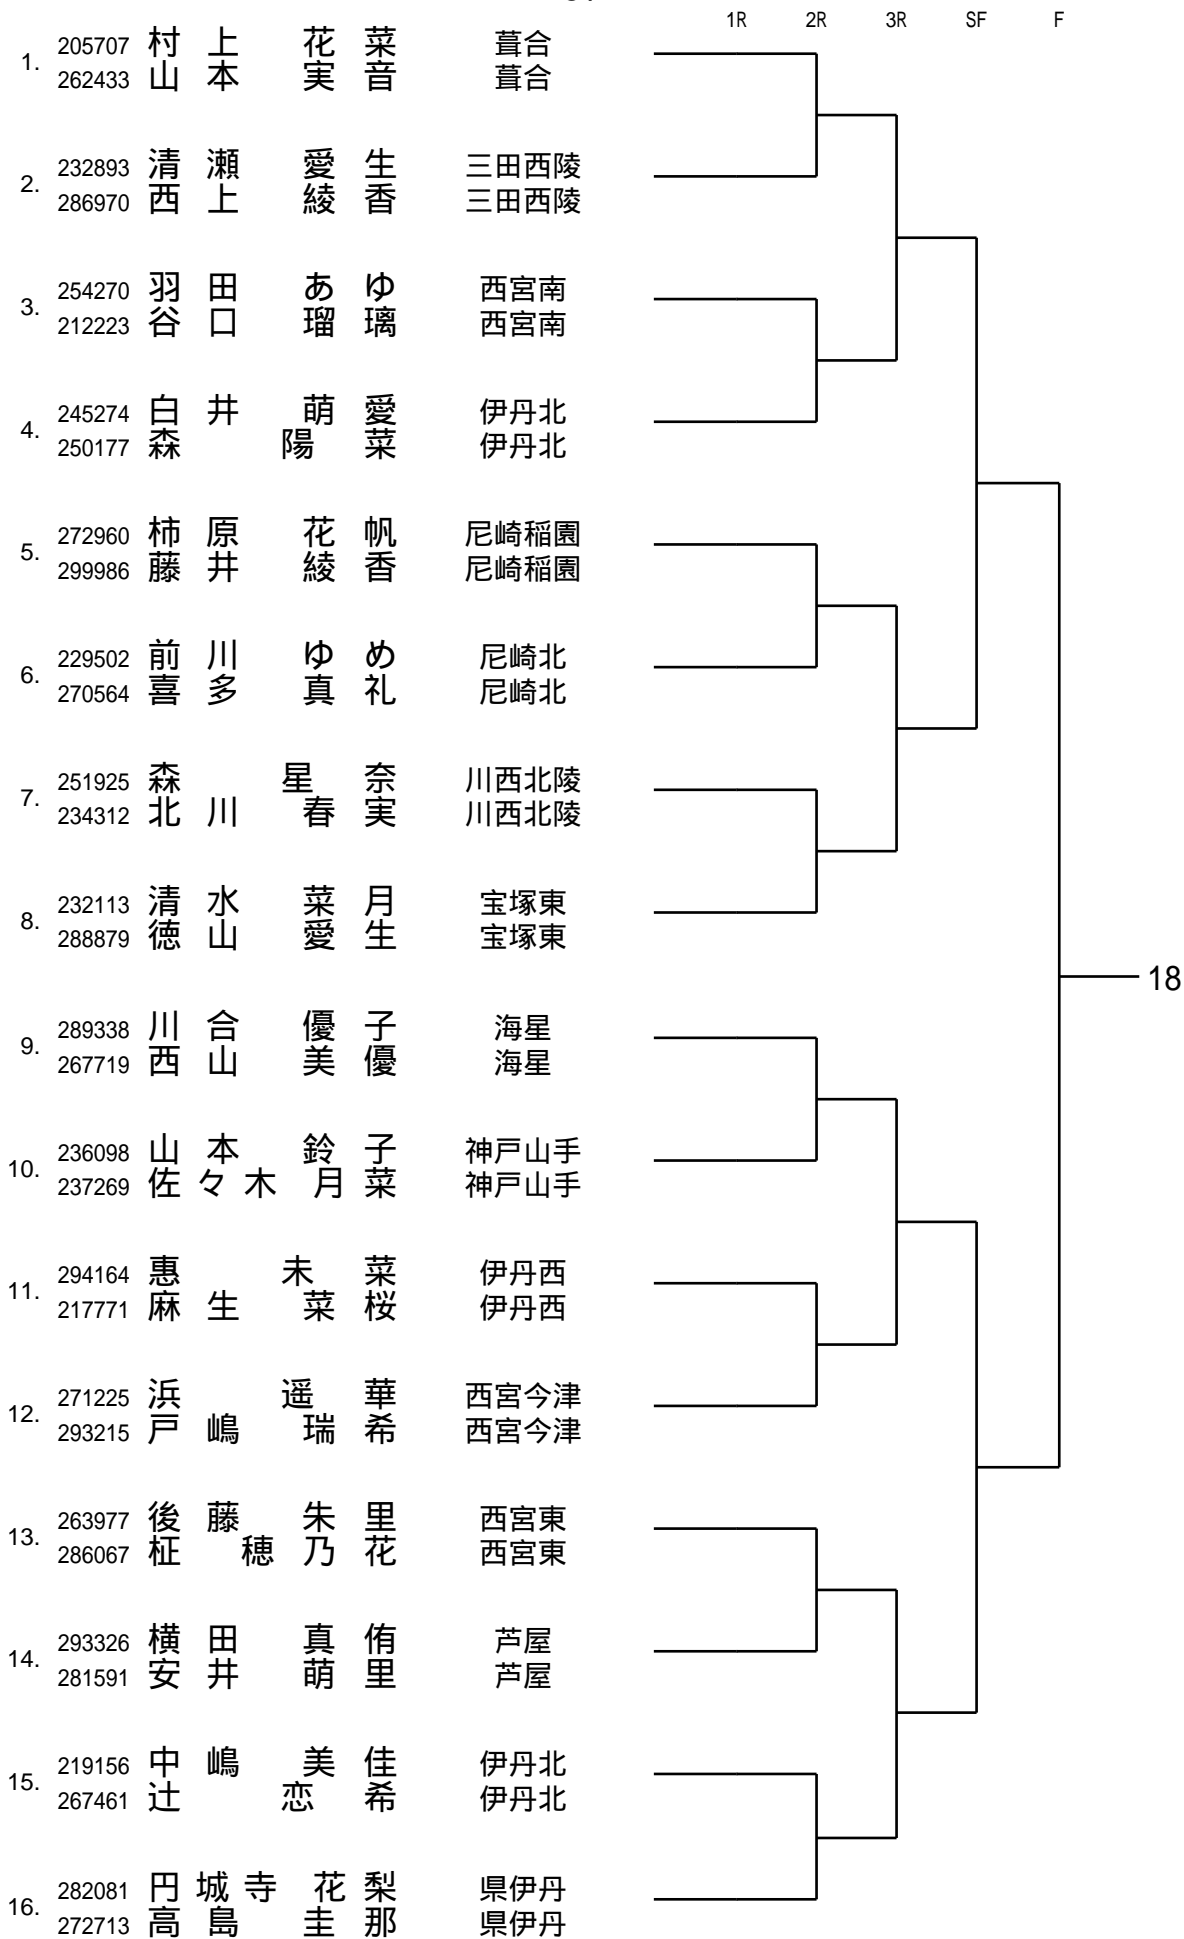 1R 2R 3R SF F
1. 205707 村上 花菜 葺合
262433 山本 実音 葺合
2. 232893 清瀬 愛生 三田西陵
286970 西上 綾香 三田西陵
3. 254270 羽田 あゆ 西宮南
212223 谷口 瑠璃 西宮南
4. 245274 白井 萌愛 伊丹北
250177 森 陽菜 伊丹北
5. 272960 柿原 花帆 尼崎稲園
299986 藤井 綾香 尼崎稲園
6. 229502 前川 ゆめ 尼崎北
270564 喜多 真礼 尼崎北
7. 251925 森 星奈 川西北陵
234312 北川 春実 川西北陵
8. 232113 清水 菜月 宝塚東
288879 徳山 愛生 宝塚東
18
9. 289338 川合 優子 海星
267719 西山 美優 海星
10. 236098 山本 鈴子 神戸山手
237269 佐々木 月菜 神戸山手
11. 294164 惠 未菜 伊丹西
217771 麻生 菜桜 伊丹西
12. 271225 浜 遥華 西宮今津
293215 戸嶋 瑞希 西宮今津
13. 263977 後藤 朱里 西宮東
286067 柾 穂乃花 西宮東
14. 293326 横田 真侑 芦屋
281591 安井 萌里 芦屋
15. 219156 中嶋 美佳 伊丹北
267461 辻 恋希 伊丹北
16. 282081 円城寺 花梨 県伊丹
272713 高島 圭那 県伊丹